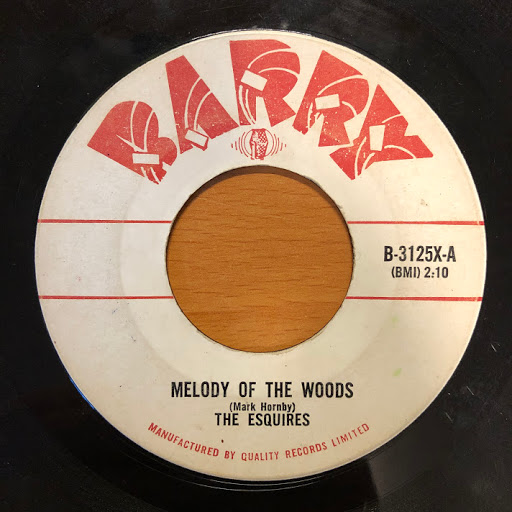 BARRY
B-3125X-A
(BMI) 2:10
MELODY OF THE WOODS
(Mark Hornby)
THE ESQUIRES
MANUFACTURED BY QUALITY RECORDS LIMITED